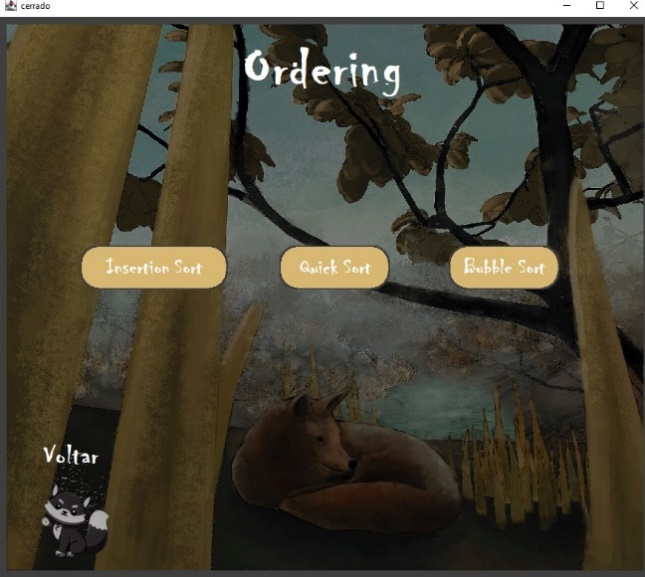 cerrado
Ordering
Insertion Sort
Quick Sort
Bubble Sort
Voltar